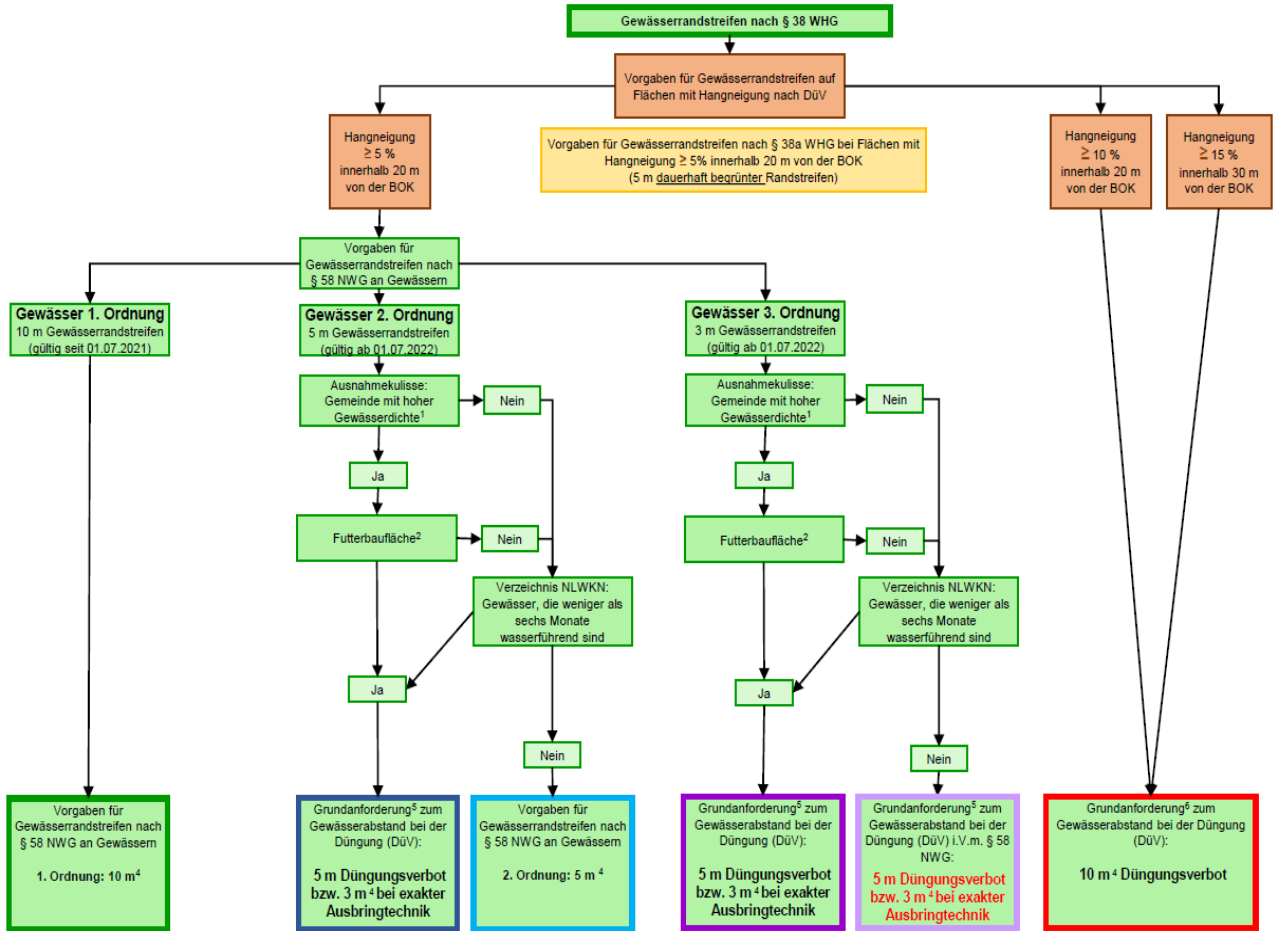 Gewässerrandstreifen nach § 38 WHG
Vorgaben für Gewässerrandstreifen auf
Flächen mit Hangneigung nach DüV
Hangneigung
≥ 5 %
innerhalb 20 m
von der BOK
Vorgaben für Gewässerrandstreifen nach § 38a WHG bei Flächen mit
Hangneigung ≥ 5% innerhalb 20 m von der BOK
(5 m dauerhaft begrünter Randstreifen)
Hangneigung
≥ 10 %
innerhalb 20 m
von der BOK
Hangneigung
≥ 15 %
innerhalb 30 m
von der BOK
Vorgaben für
Gewässerrandstreifen nach
§ 58 NWG an Gewässern
Gewässer 1. Ordnung
10 m Gewässerrandstreifen
(gültig seit 01.07.2021)
Gewässer 2. Ordnung
5 m Gewässerrandstreifen
(gültig ab 01.07.2022)
Gewässer 3. Ordnung
3 m Gewässerrandstreifen
(gültig ab 01.07.2022)
Ausnahmekulisse:
Gemeinde mit hoher
Gewässerdichte¹
Nein
Ausnahmekulisse:
Gemeinde mit hoher
Gewässerdichte¹
Nein
Ja
Ja
Futterbaufläche²
Nein
Futterbaufläche²
Nein
Verzeichnis NLWKN:
Gewässer, die weniger als
sechs Monate
wasserführend sind
Verzeichnis NLWKN:
Gewässer, die weniger als
sechs Monate
wasserführend sind
Ja
Ja
Nein
Nein
Vorgaben für
Gewässerrandstreifen nach
§ 58 NWG an Gewässern
1. Ordnung: 10 m⁴
Grundanforderung⁵ zum
Gewässerabstand bei der
Düngung (DüV):
5 m Düngungsverbot
bzw. 3 m ⁴ bei exakter
Ausbringtechnik
Vorgaben für
Gewässerrandstreifen nach
§ 58 NWG an Gewässern
2. Ordnung: 5 m ⁴
Grundanforderung⁵ zum
Gewässerabstand bei der
Düngung (DüV):
5 m Düngungsverbot
bzw. 3 m ⁴ bei exakter
Ausbringtechnik
Grundanforderung⁵ zum
Gewässerabstand bei der
Düngung (DüV) i.V.m. § 58
NWG:
5 m Düngungsverbot
bzw. 3 m ⁴ bei exakter
Ausbringtechnik
Grundanforderung⁶ zum
Gewässerabstand bei der Düngung
(DüV):
10 m⁴ Düngungsverbot